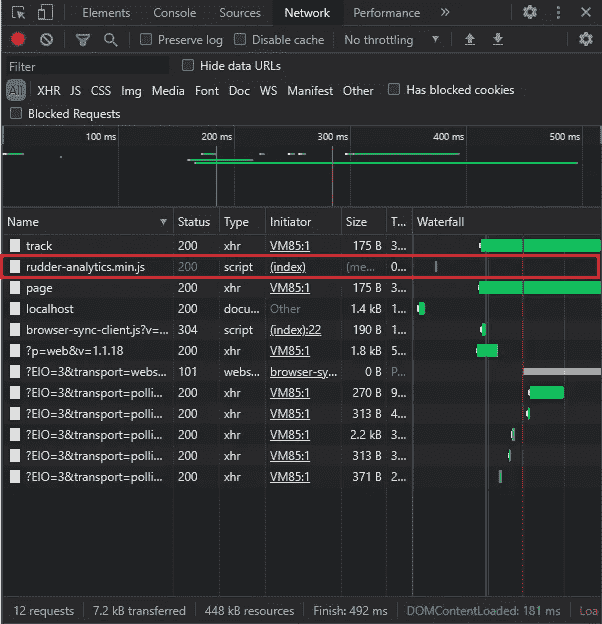 Elements Console Sources Network Performance »
Preserve log Disable cache No throttling
Filter Hide data URLs
All XHR JS CSS Img Media Font Doc WS Manifest Other Has blocked cookies
Blocked Requests
100 ms 200 ms 300 ms 400 ms 500 ms
Name Status Type Initiator Size T... Waterfall
track 200 xhr VM85:1 175 B 3...
rudder-analytics.min.js 200 script (index) (me... 0...
page 200 xhr VM85:1 175 B 3...
localhost 200 docu... Other 1.4 kB 1...
browser-sync-client.js?v=... 304 script (index):22 190 B 1...
?p=web&v=1.1.18 200 xhr VM85:1 1.8 kB 5...
?EIO=3&transport=webs... 101 webs... browser-sy... 0 B P...
?EIO=3&transport=polli... 200 xhr VM85:1 270 B 9...
?EIO=3&transport=polli... 200 xhr VM85:1 313 B 4...
?EIO=3&transport=polli... 200 xhr VM85:1 2.2 kB 3...
?EIO=3&transport=polli... 200 xhr VM85:1 313 B 3...
?EIO=3&transport=polli... 200 xhr VM85:1 371 B 2...
12 requests 7.2 kB transferred 448 kB resources Finish: 492 ms DOMContentLoaded: 181 ms Loa